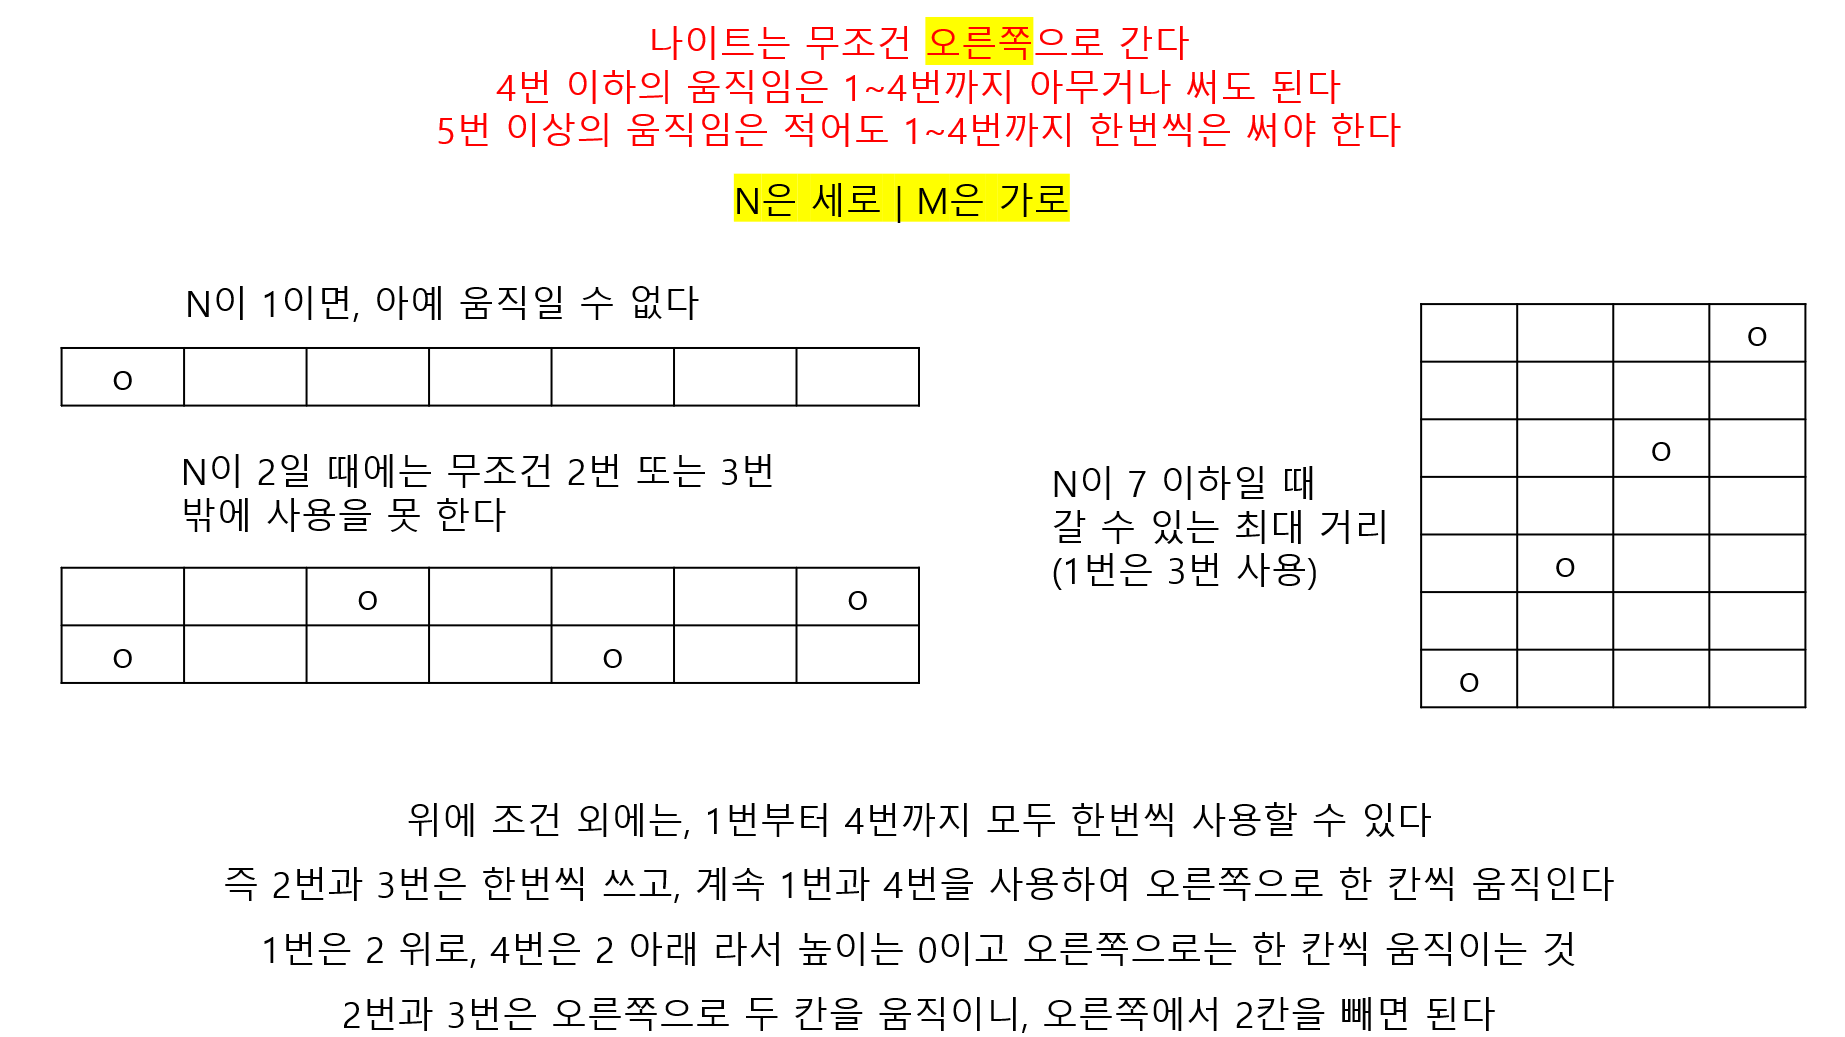 나이트는 무조건 오른쪽으로 간다
4번 이하의 움직임은 1~4번까지 아무거나 써도 된다
5번 이상의 움직임은 적어도 1~4번까지 한번씩은 써야 한다
N은 세로 | M은 가로
N이 1이면, 아예 움직일 수 없다
O
N이 2일 때에는 무조건 2번 또는 3번
밖에 사용을 못 한다
O O
O O
N이 7 이하일 때
갈 수 있는 최대 거리
(1번은 3번 사용)
O
O
O
O
위에 조건 외에는, 1번부터 4번까지 모두 한번씩 사용할 수 있다
즉 2번과 3번은 한번씩 쓰고, 계속 1번과 4번을 사용하여 오른쪽으로 한 칸씩 움직인다
1번은 2 위로, 4번은 2 아래 라서 높이는 0이고 오른쪽으로는 한 칸씩 움직이는 것
2번과 3번은 오른쪽으로 두 칸을 움직이니, 오른쪽에서 2칸을 빼면 된다